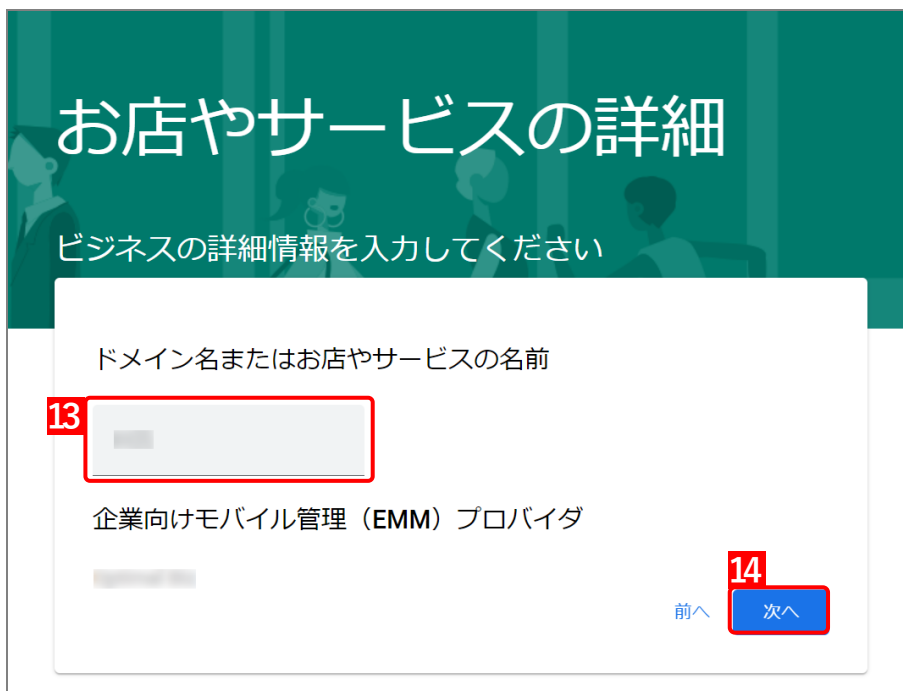 お店やサービスの詳細
ビジネスの詳細情報を入力してください
ドメイン名またはお店やサービスの名前
13
企業向けモバイル管理（EMM）プロバイダ
14
前へ 次へ